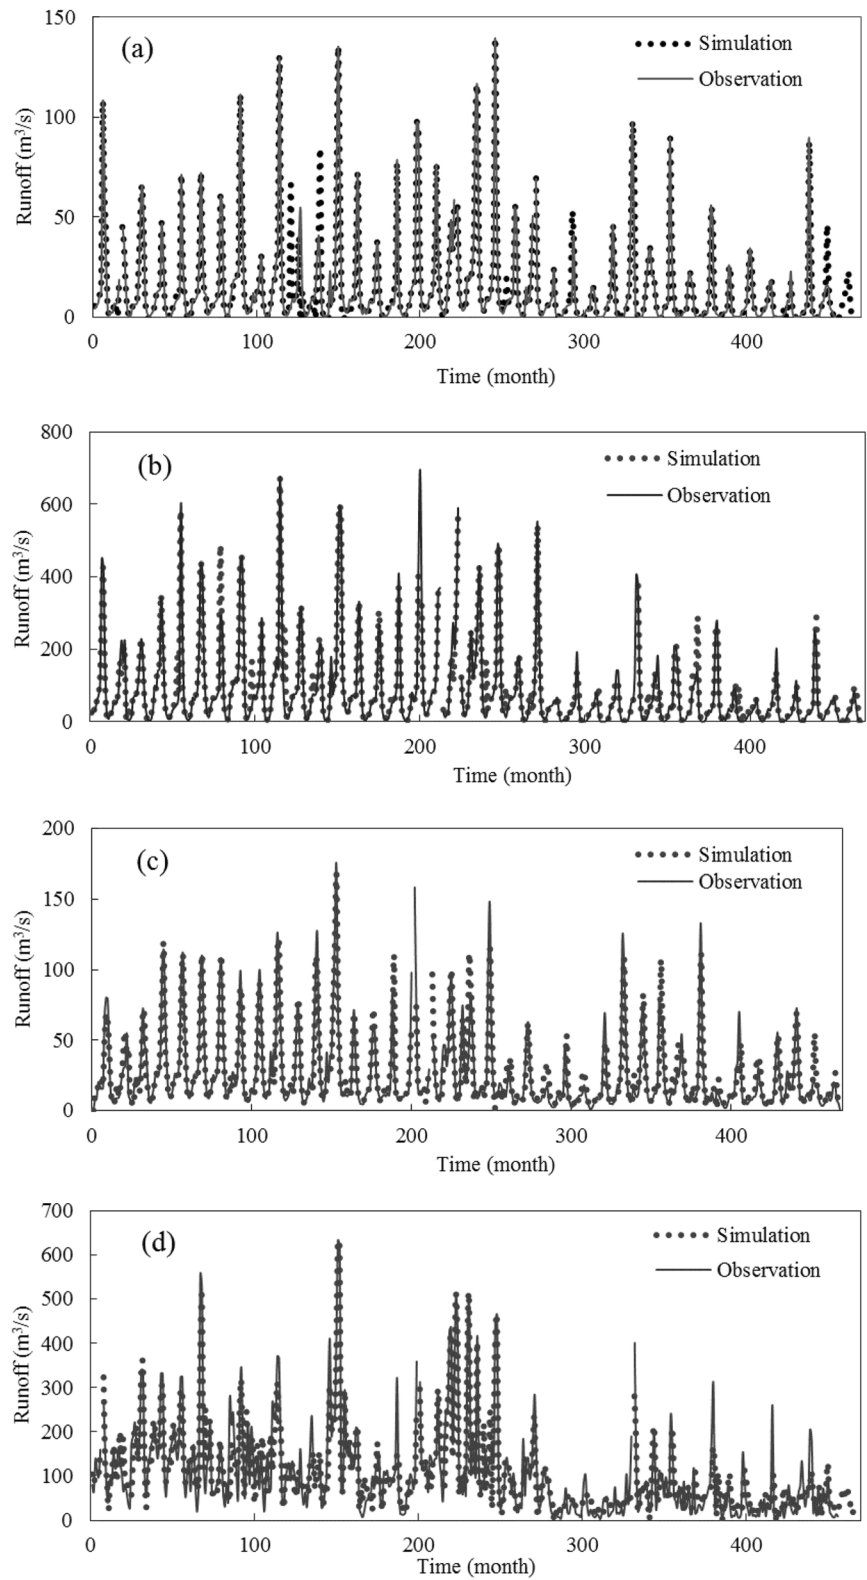 150
(a)
Simulation
Observation
100
50
0
Runoff (m³/s)
0 100 200 300 400
Time (month)
800
(b)
Simulation
Observation
600
400
200
0
Runoff (m³/s)
0 100 200 300 400
Time (month)
200
(c)
Simulation
Observation
150
100
50
0
Runoff (m³/s)
0 100 200 300 400
Time (month)
700
(d)
Simulation
Observation
600
500
400
300
200
100
0
Runoff (m³/s)
0 100 200 300 400
Time (month)